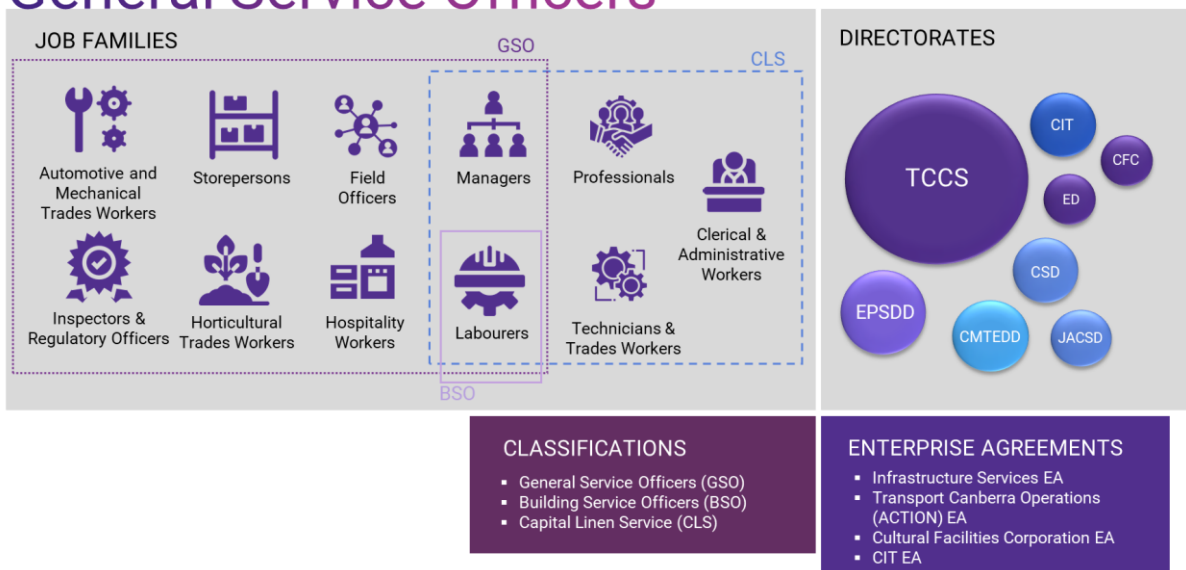 General Service Officers
JOB FAMILIES
GSO
CLS
Automotive and
Mechanical
Trades Workers
Storepersons
Field
Officers
Managers
Professionals
Clerical &
Administrative
Workers
Inspectors &
Regulatory Officers
Horticultural
Trades Workers
Hospitality
Workers
Labourers
Technicians &
Trades Workers
BSO
DIRECTORATES
TCCS
CIT
CFC
ED
CSD
EPSDD
CMTEDD
JACSD
CLASSIFICATIONS
▪ General Service Officers (GSO)
▪ Building Service Officers (BSO)
▪ Capital Linen Service (CLS)
ENTERPRISE AGREEMENTS
▪ Infrastructure Services EA
▪ Transport Canberra Operations
(ACTION) EA
▪ Cultural Facilities Corporation EA
▪ CIT EA